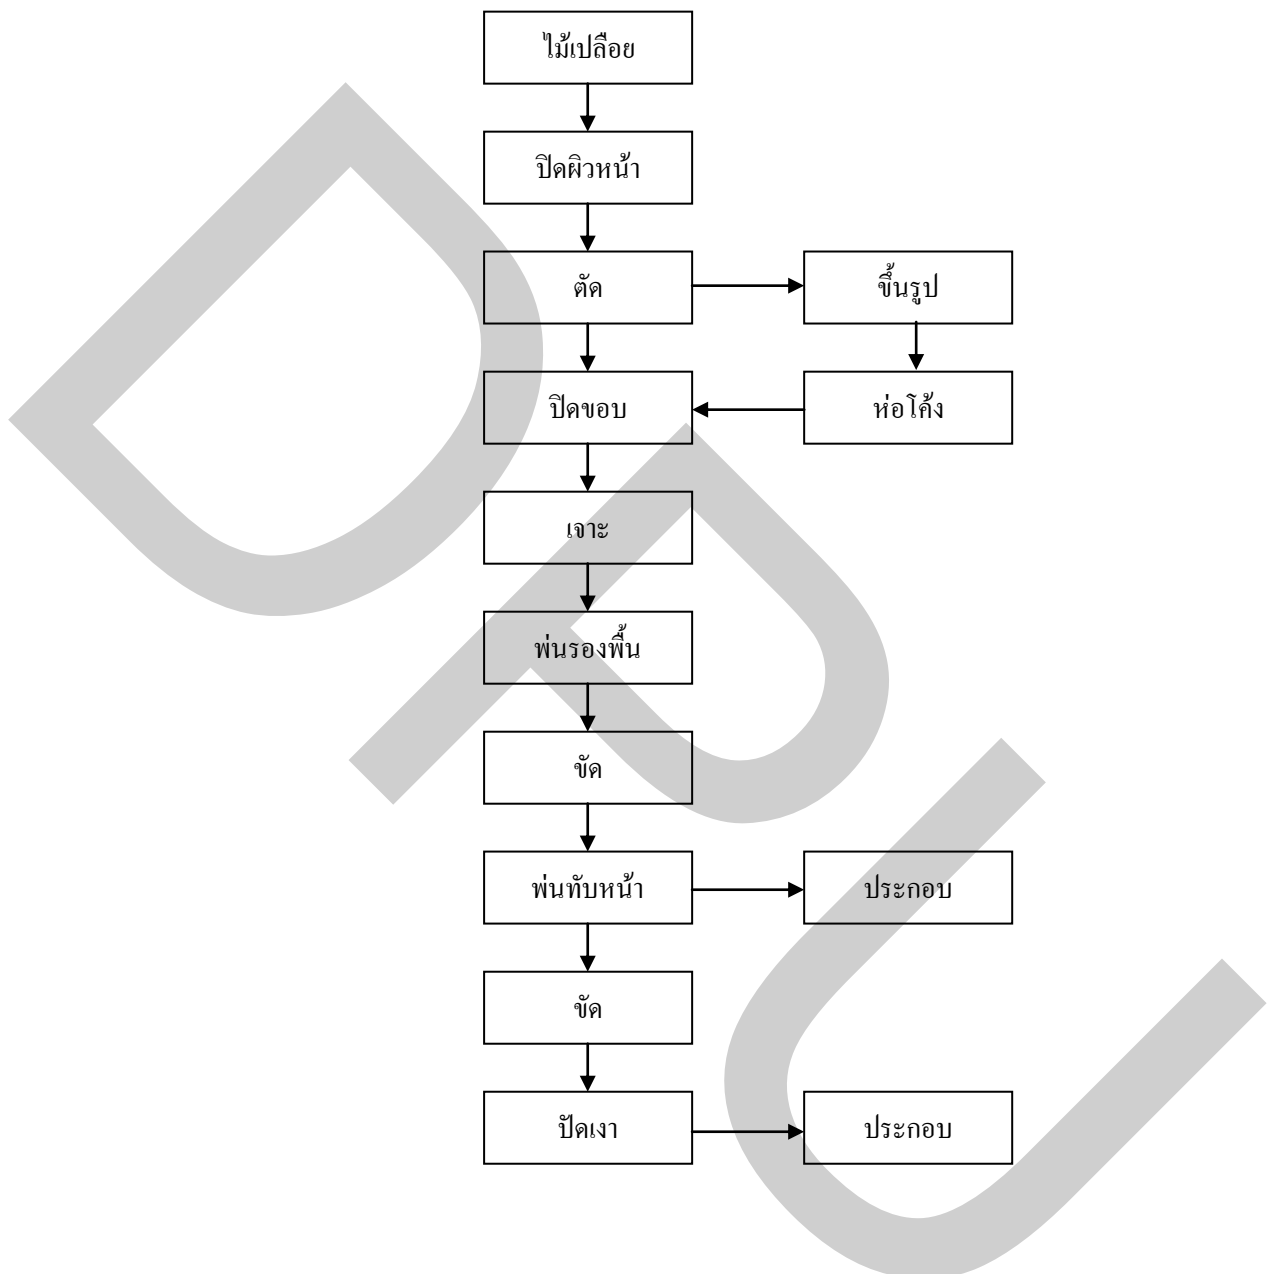 ไม้เปลือย
ปิดผิวหน้า
ตัด
ขึ้นรูป
ปิดขอบ
ห่อโค้ง
เจาะ
พ่นรองพื้น
ขัด
พ่นทับหน้า
ประกอบ
ขัด
ปัดเงา
ประกอบ
DPU